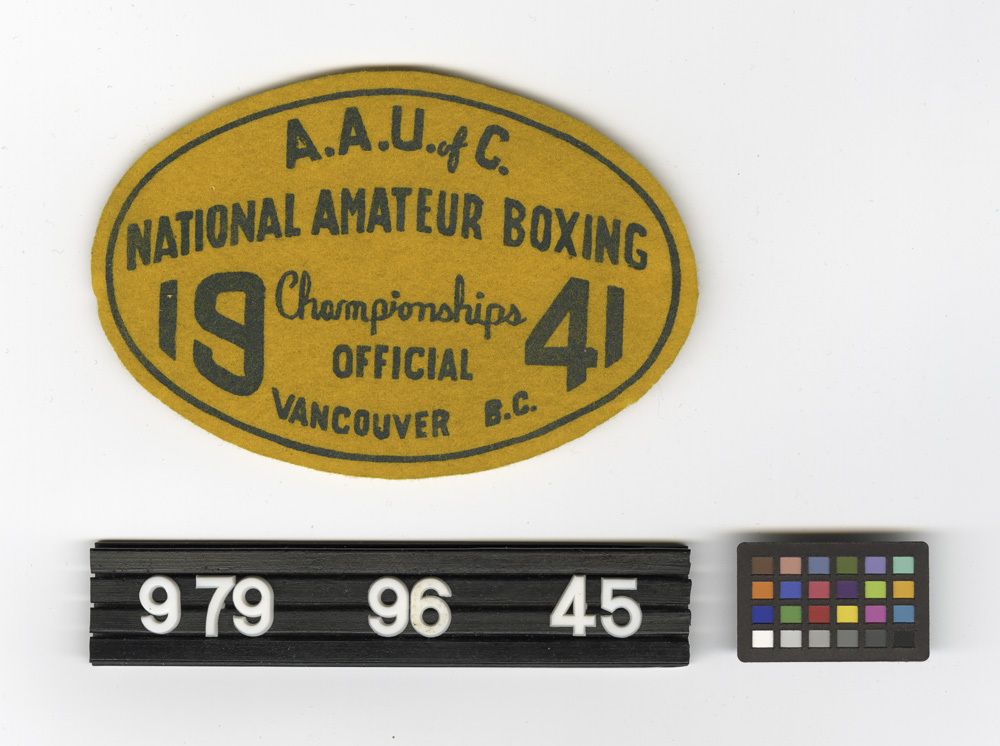 A.A.U. of C.
NATIONAL AMATEUR BOXING
19 Championships 41
OFFICIAL
VANCOUVER B.C.
979 96 45